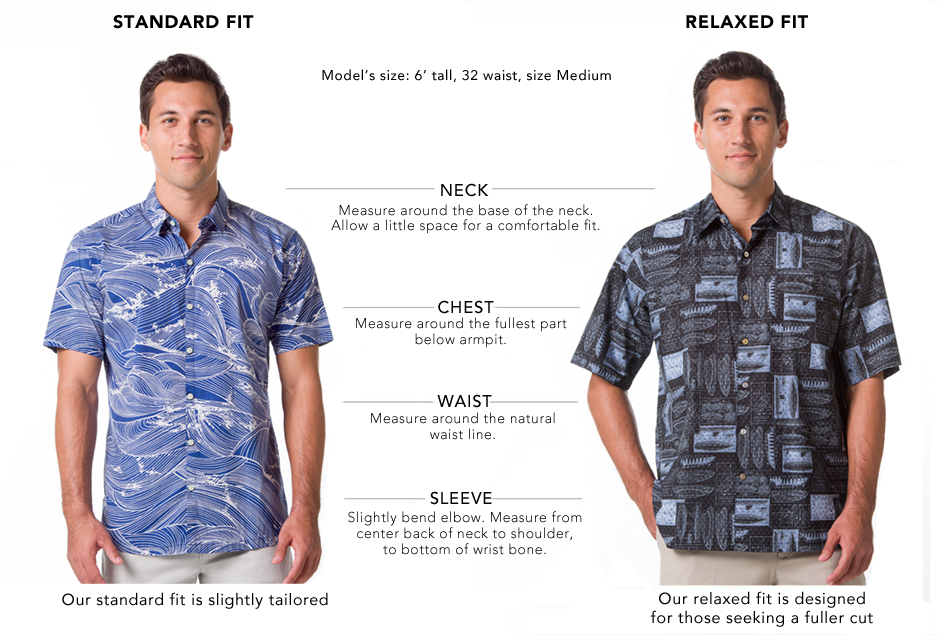 STANDARD FIT
RELAXED FIT
Model's size: 6' tall, 32 waist, size Medium
NECK
Measure around the base of the neck.
Allow a little space for a comfortable fit.
CHEST
Measure around the fullest part
below armpit.
WAIST
Measure around the natural
waist line.
SLEEVE
Slightly bend elbow. Measure from
center back of neck to shoulder,
to bottom of wrist bone.
Our standard fit is slightly tailored
Our relaxed fit is designed
for those seeking a fuller cut